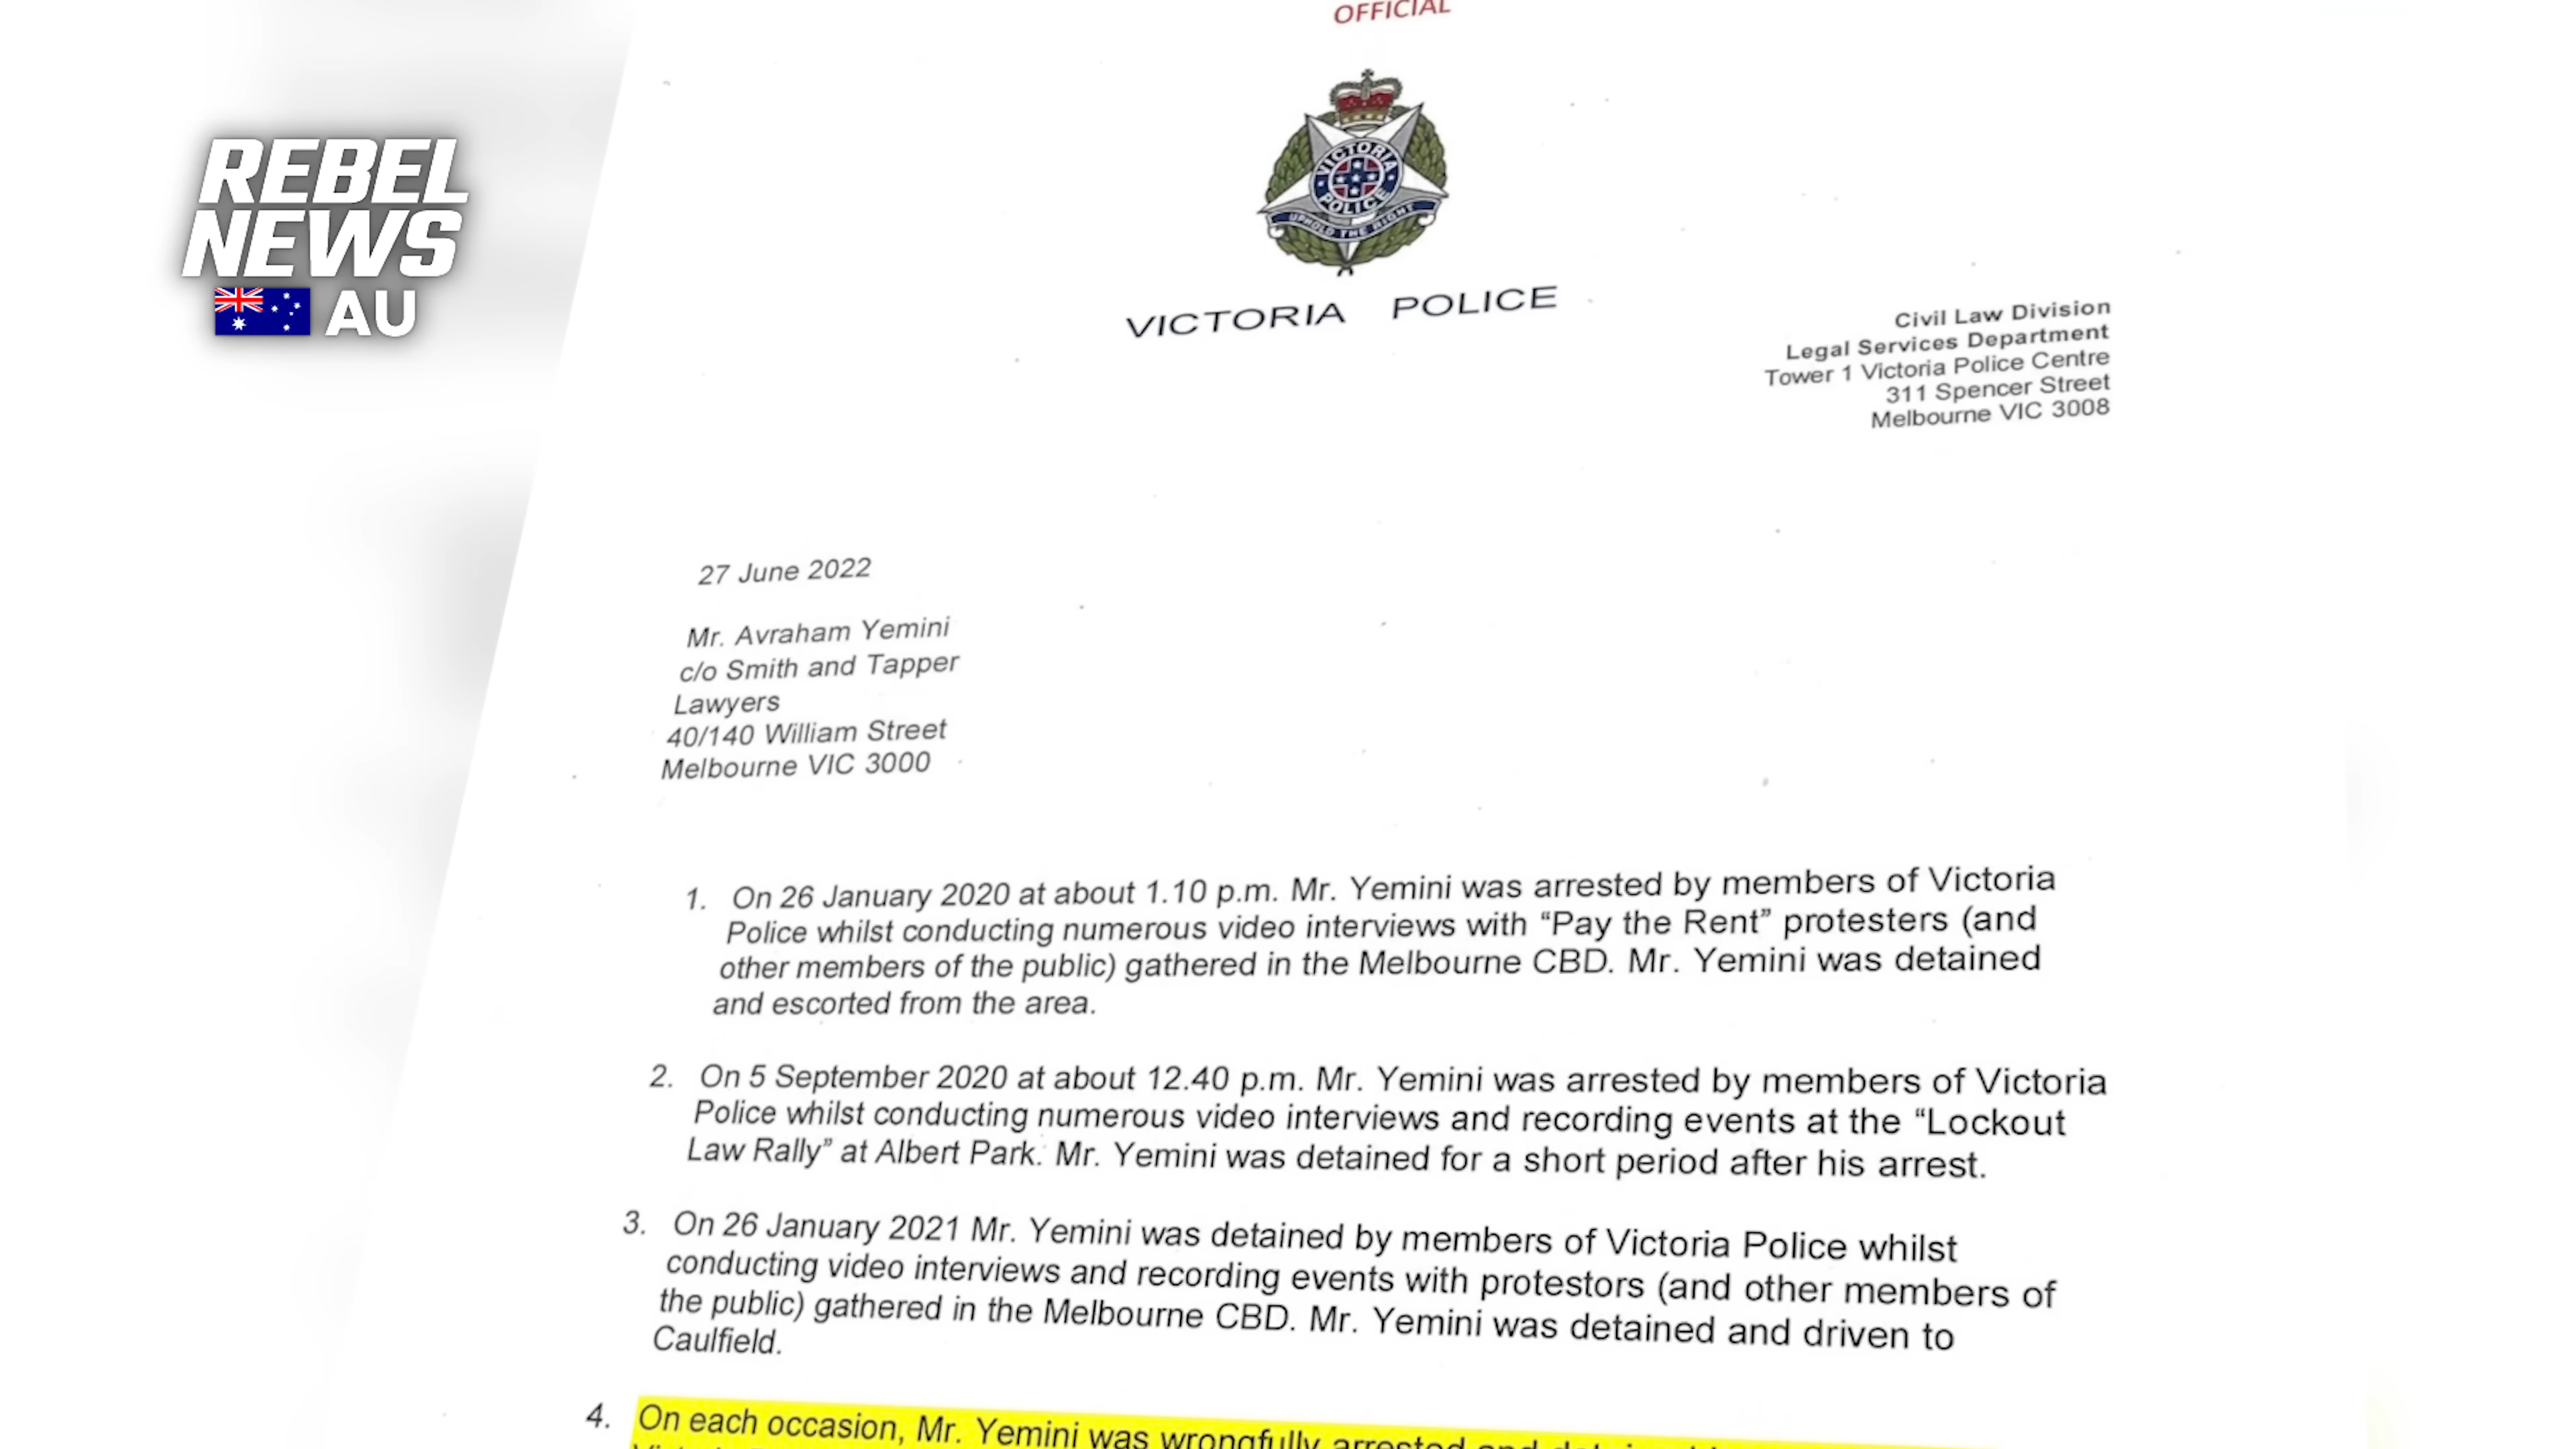 OFFICIAL
REBEL
NEWS
AU
VICTORIA
POLICE
UPHOLD THE RIGHT
VICTORIA POLICE
Civil Law Division
Legal Services Department
Tower 1 Victoria Police Centre
311 Spencer Street
Melbourne VIC 3008
27 June 2022
Mr. Avraham Yemini
c/o Smith and Tapper
Lawyers
40/140 William Street
Melbourne VIC 3000
1. On 26 January 2020 at about 1.10 p.m. Mr. Yemini was arrested by members of Victoria
Police whilst conducting numerous video interviews with “Pay the Rent” protesters (and
other members of the public) gathered in the Melbourne CBD. Mr. Yemini was detained
and escorted from the area.
2. On 5 September 2020 at about 12.40 p.m. Mr. Yemini was arrested by members of Victoria
Police whilst conducting numerous video interviews and recording events at the “Lockout
Law Rally” at Albert Park. Mr. Yemini was detained for a short period after his arrest.
3. On 26 January 2021 Mr. Yemini was detained by members of Victoria Police whilst
conducting video interviews and recording events with protestors (and other members of
the public) gathered in the Melbourne CBD. Mr. Yemini was detained and driven to
Caulfield.
4. On each occasion, Mr. Yemini was wrongfully arrested and